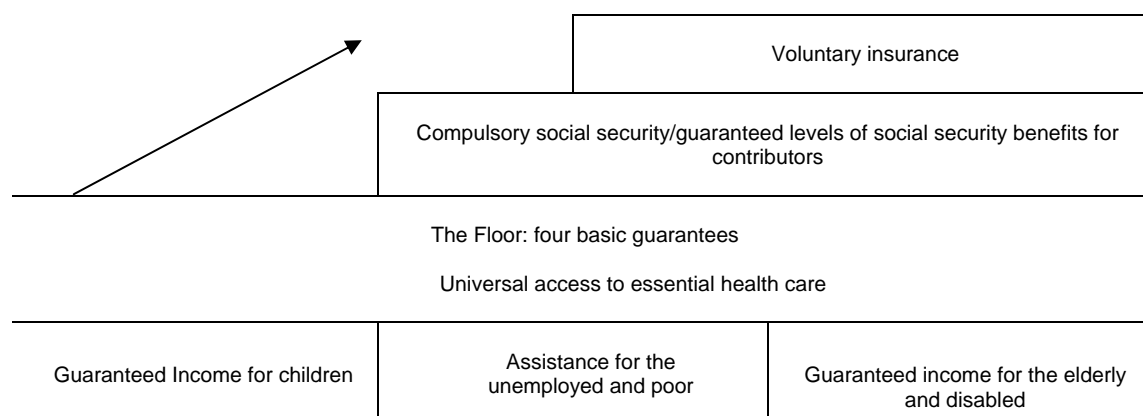 Voluntary insurance
Compulsory social security/guaranteed levels of social security benefits for
contributors
The Floor: four basic guarantees
Universal access to essential health care
Guaranteed Income for children
Assistance for the
unemployed and poor
Guaranteed income for the elderly
and disabled